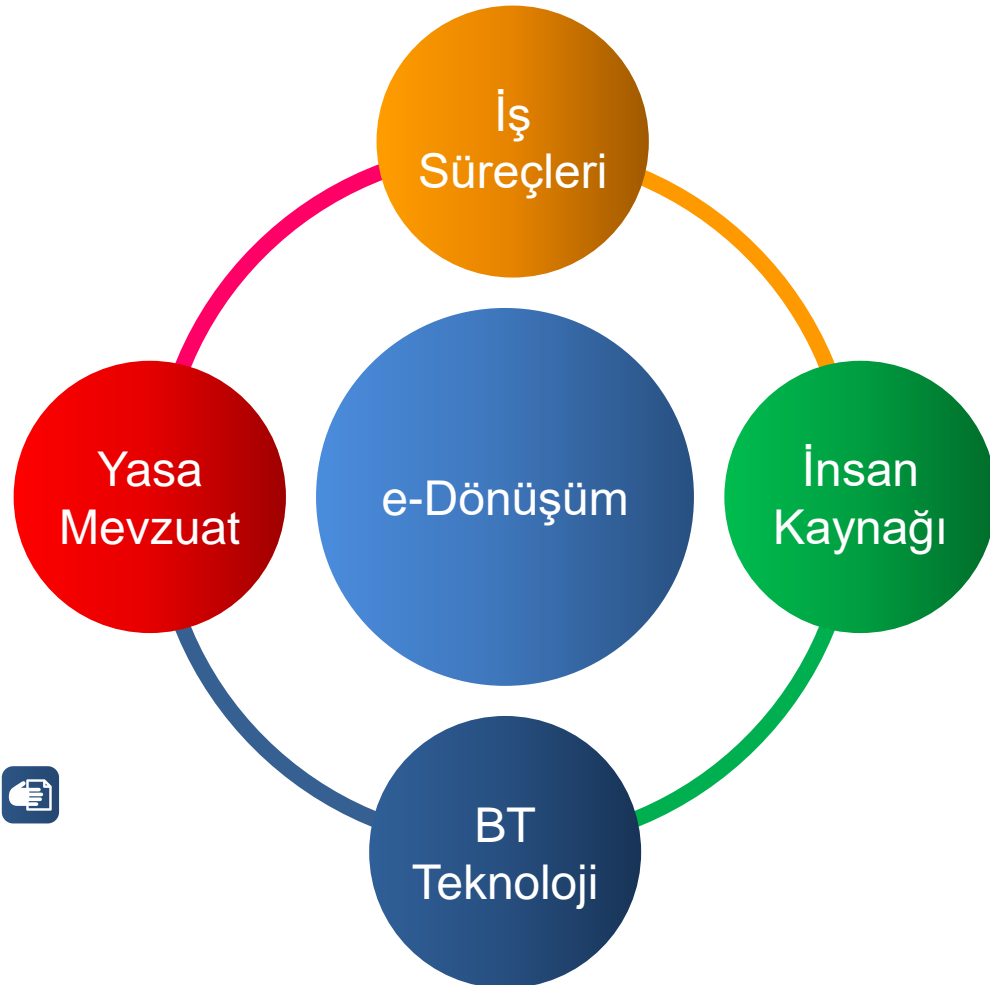 İş
Süreçleri
Yasa
Mevzuat
e-Dönüşüm
İnsan
Kaynağı
BT
Teknoloji